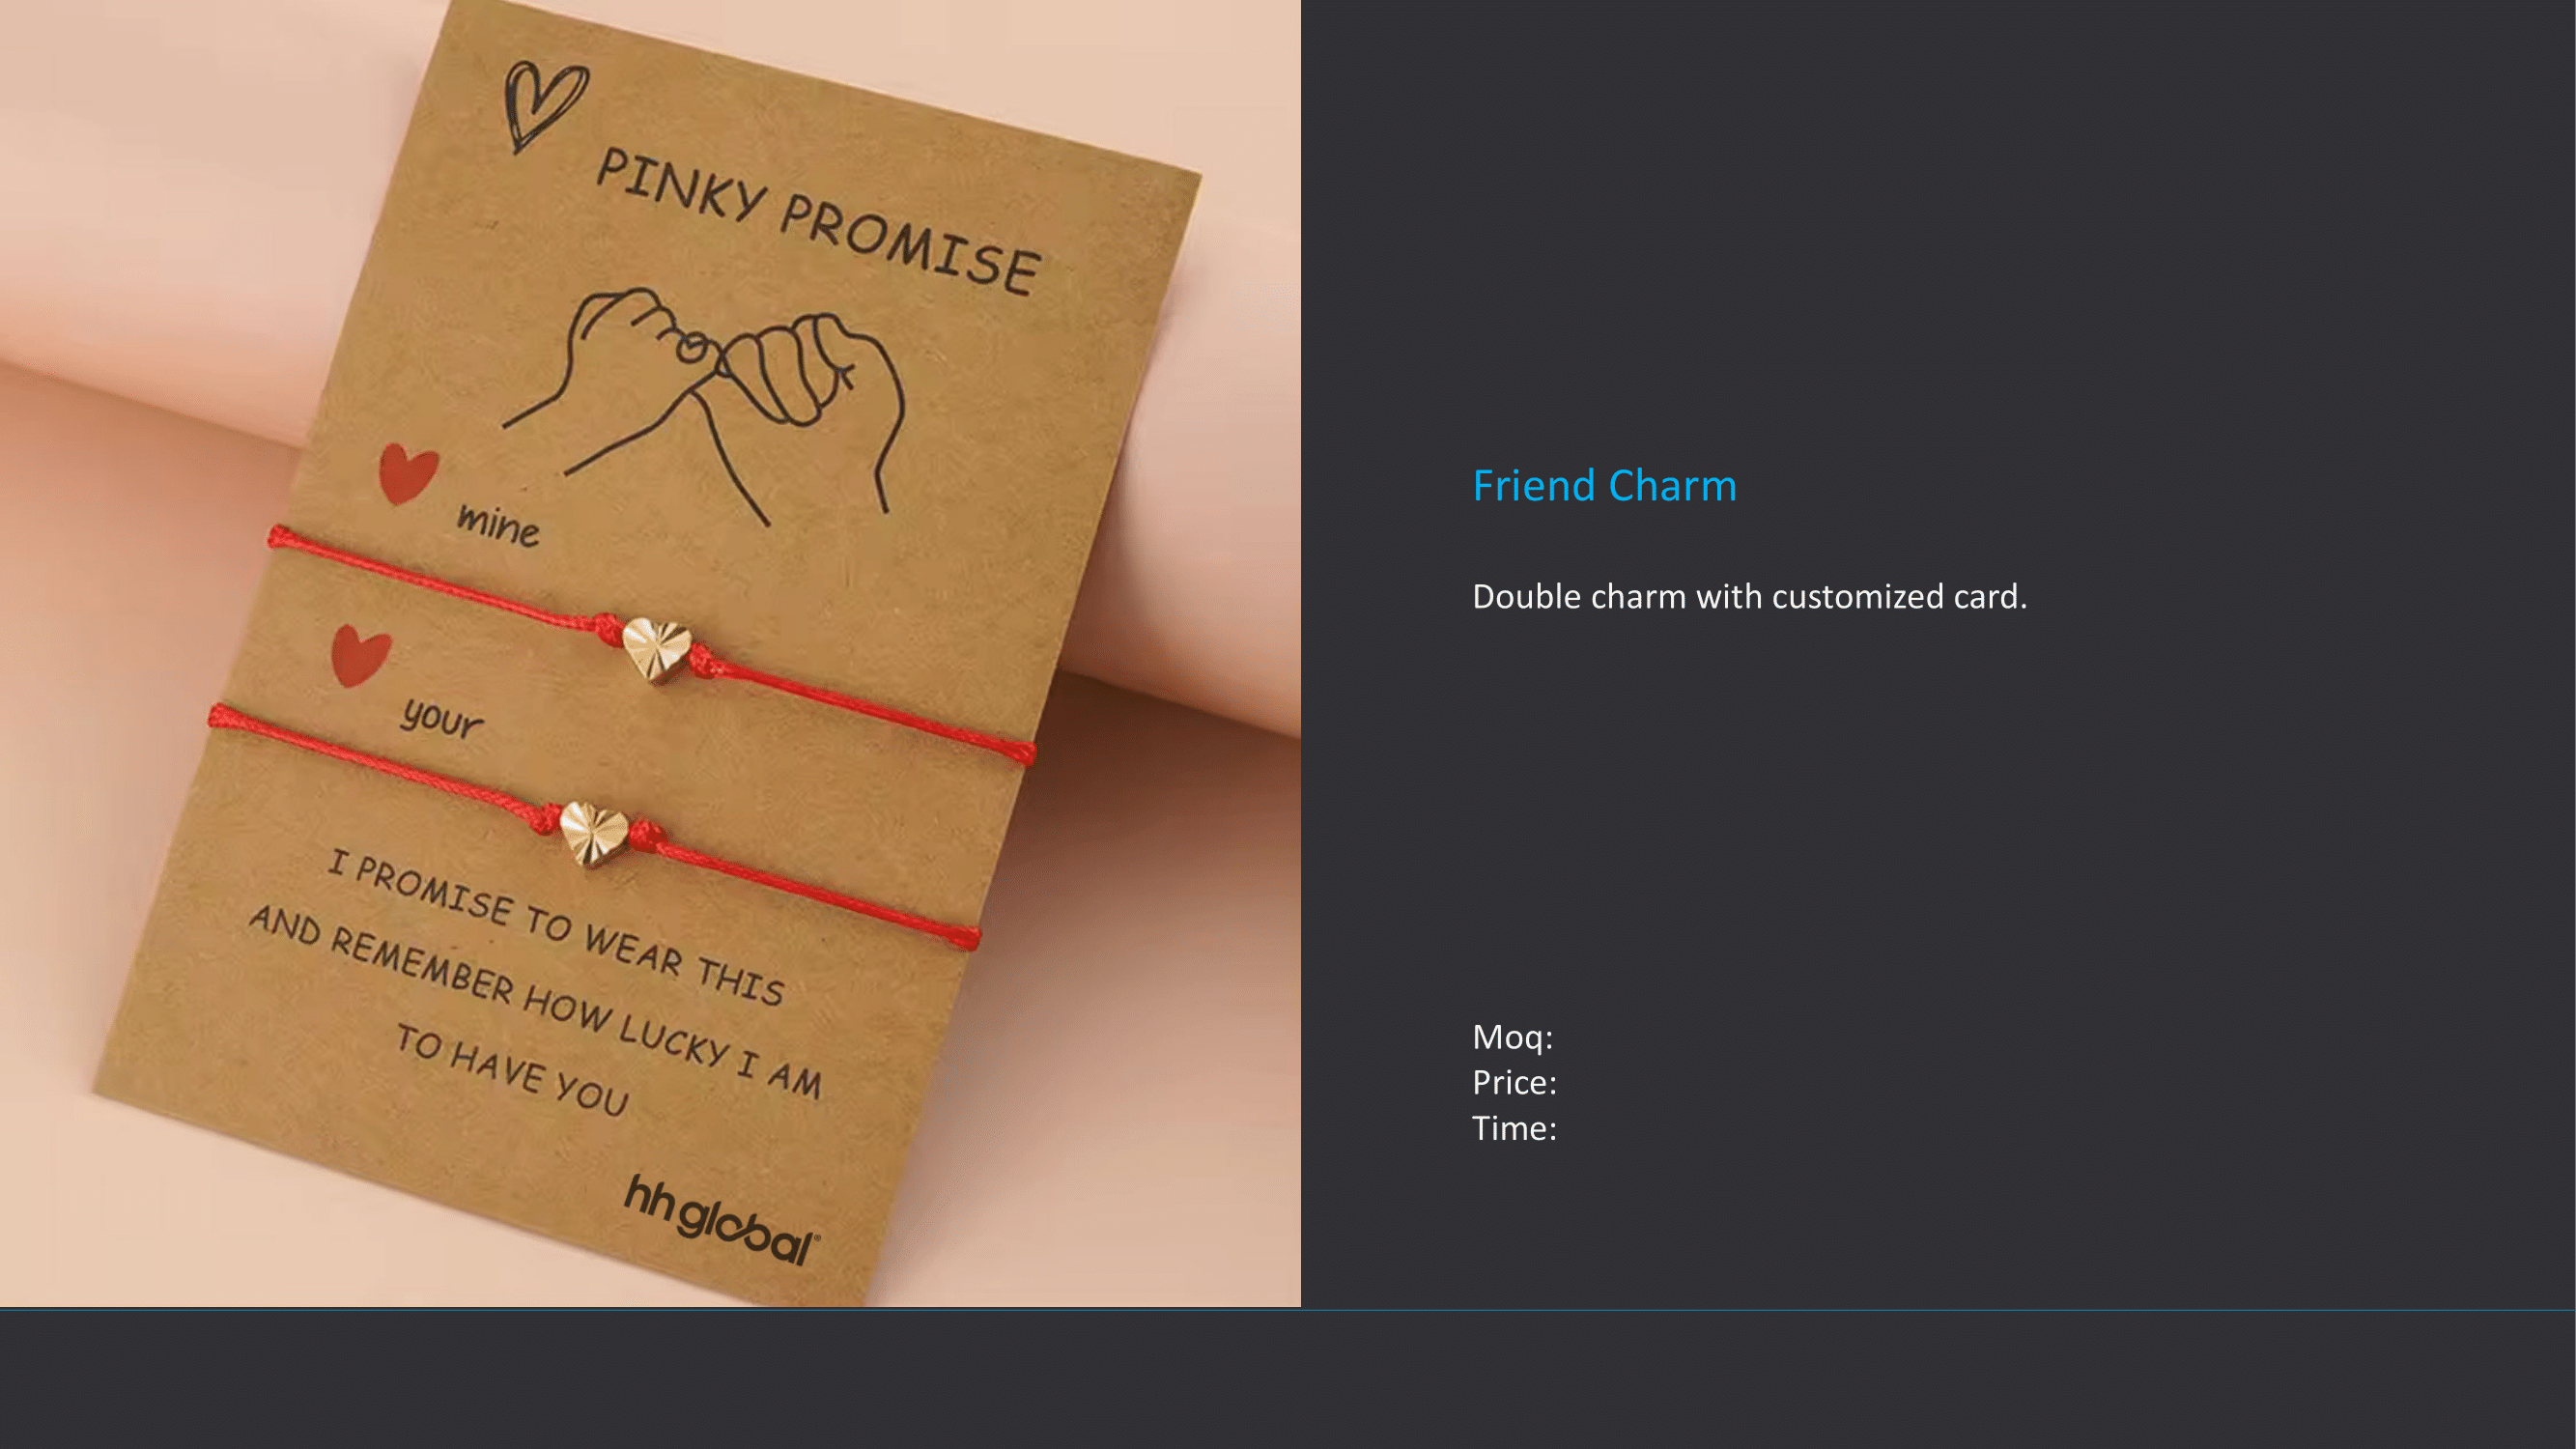 PINKY PROMISE
mine
your
I PROMISE TO WEAR THIS
AND REMEMBER HOW LUCKY I AM
TO HAVE YOU
hhglobal®
Friend Charm
Double charm with customized card.
Moq:
Price:
Time: